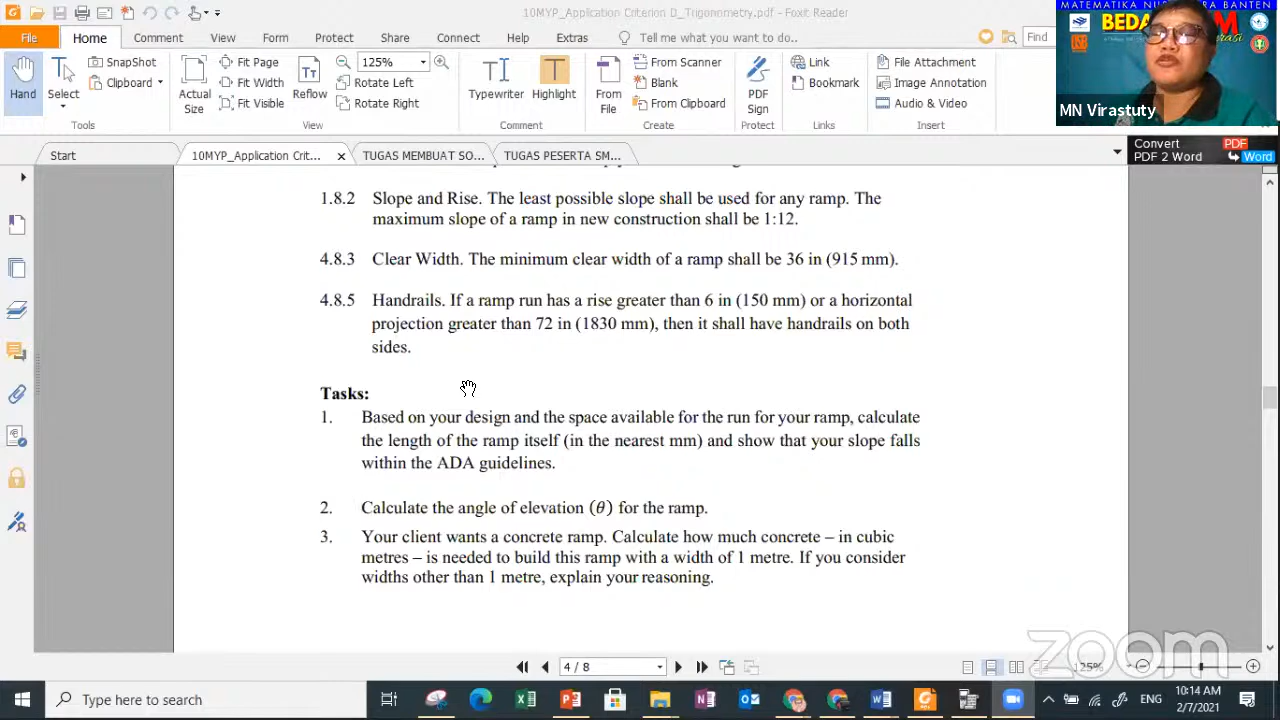 10MYP_Application Criterion D_Trigonometry.pdf - Foxit Reader
MATEMATIKA NU
RA BANTEN
BEDA
M
File Home Comment View Form Protect Share Connect Help Extras Tell me what you want to do.. Find
Hand
Select
SnapShot
Clipboard
Tools
Actual
Size
Fit Page
Fit Width
Fit Visible
Reflow
125%
Rotate Left
Rotate Right
View
Typewriter
Highlight
Comment
From
File
From Scanner
Blank
From Clipboard
Create
PDF
Sign
Protect
Link
Bookmark
Links
File Attachment
Image Annotation
Audio & Video
Insert
MN Virastuty
Start
10MYP_Application Crit...
TUGAS MEMBUAT SO...
TUGAS PESERTA SM...
Convert PDF
PDF 2 Word Word
1.8.2 Slope and Rise. The least possible slope shall be used for any ramp. The
maximum slope of a ramp in new construction shall be 1:12.
4.8.3 Clear Width. The minimum clear width of a ramp shall be 36 in (915 mm).
4.8.5 Handrails. If a ramp run has a rise greater than 6 in (150 mm) or a horizontal
projection greater than 72 in (1830 mm), then it shall have handrails on both
sides.
Tasks:
1. Based on your design and the space available for the run for your ramp, calculate
the length of the ramp itself (in the nearest mm) and show that your slope falls
within the ADA guidelines.
2. Calculate the angle of elevation (θ) for the ramp.
3. Your client wants a concrete ramp. Calculate how much concrete – in cubic
metres – is needed to build this ramp with a width of 1 metre. If you consider
widths other than 1 metre, explain your reasoning.
zoom
4 / 8
125%
Type here to search
ENG
10:14 AM
2/7/2021